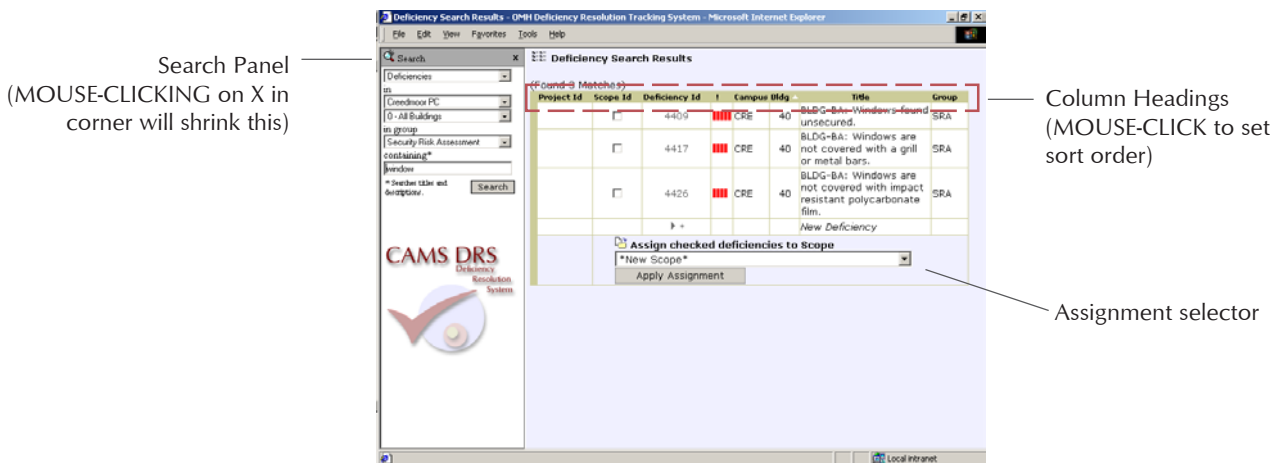 Deficiency Search Results - OMH Deficiency Resolution Tracking System - Microsoft Internet Explorer
File Edit View Favorites Tools Help
Search Panel
(MOUSE-CLICKING on X in
corner will shrink this)
Search x
Deficiencies
in
Creedmoor PC
0 - All Buildings
in group
Security Risk Assessment
containing*
window
* Searches titles and
descriptions.
Search
CAMS DRS
Deficiency
Resolution
System
Deficiency Search Results
(Found 3 Matches)
Project Id Scope Id Deficiency Id ! Campus Bldg Title Group
4409 CRE 40 BLDG-BA: Windows found
unsecured. SRA
4417 CRE 40 BLDG-BA: Windows are
not covered with a grill
or metal bars. SRA
4426 CRE 40 BLDG-BA: Windows are
not covered with impact
resistant polycarbonate
film. SRA
New Deficiency
Assign checked deficiencies to Scope
*New Scope*
Apply Assignment
Column Headings
(MOUSE-CLICK to set
sort order)
Assignment selector
Local intranet